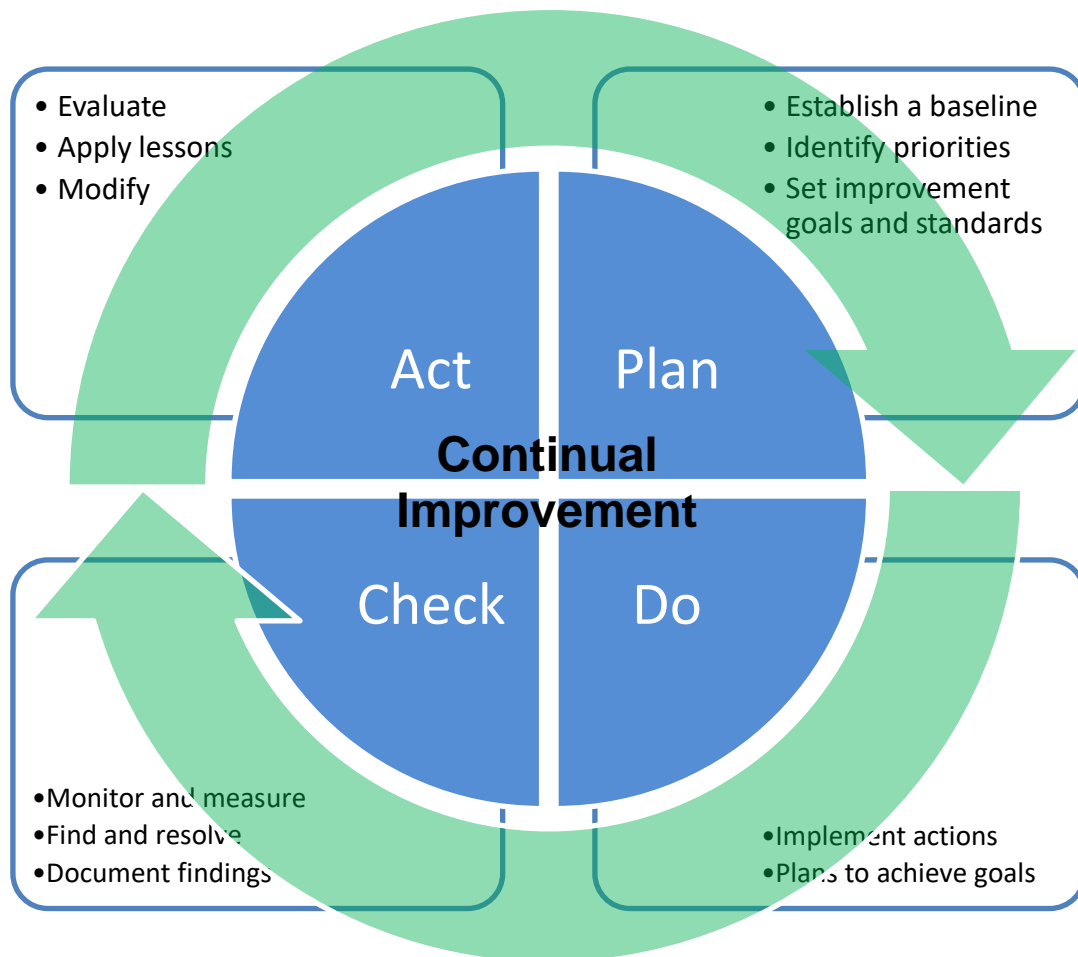 • Evaluate
• Apply lessons
• Modify
• Establish a baseline
• Identify priorities
• Set improvement
goals and standards
Act
Plan
Continual
Improvement
Check
Do
•Monitor and measure
•Find and resolve
•Document findings
•Implement actions
•Plans to achieve goals